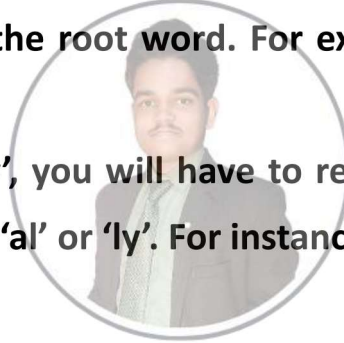 the root word. For ex
’, you will have to re
‘al’ or ‘ly’. For instanc